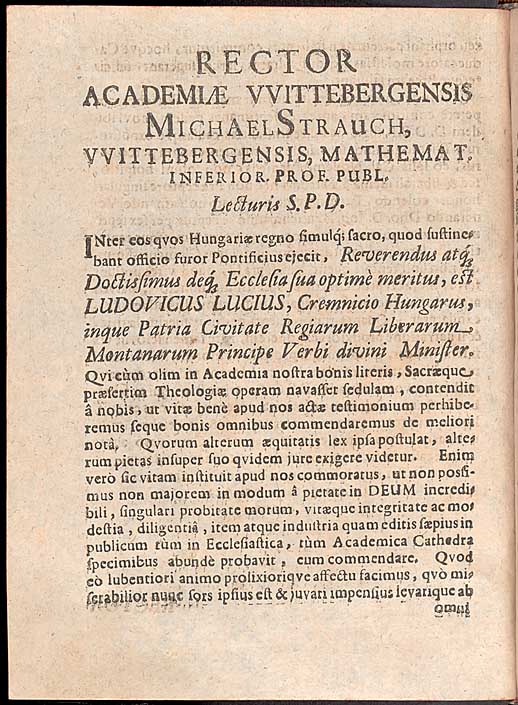 RECTOR
ACADEMIÆ VVITTEBERGENSIS
MICHAEL STRAUCH,
VVITTEBERGENSIS, MATHEMAT.
INFERIOR. PROF. PUBL.
Lecturis S. P. D.
INter eos qvos Hungariæ regno simulq́; sacro, quod sustine-
bant officio furor Pontificius ejecit, Reverendus atq́;
Doctissimus deq́; Ecclesia sua optimè meritus, est
LUDOVICUS LUCIUS, Cremnicio Hungarus,
inque Patria Civitate Regiarum Liberarum
Montanarum Principe Verbi divini Minister.
Qvi cùm olim in Academia nostra bonis literis, Sacræque
præsertim Theologiæ operam navasset sedulam, contendit
â nobis, ut vitæ benè apud nos actæ testimonium perhibe-
remus seque bonis omnibus commendaremus de meliori
notâ. Qvorum alterum æquitatis lex ipsa postulat, alte-
rum pietas insuper suo qvidem jure exigere videtur. Enim
verò sic vitam instituit apud nos commoratus, ut non possi-
mus non majorem in modum â pietate in DEUM incredi-
bili, singulari probitate morum, vitæque integritate ac mo-
destia, diligentiâ, item atque industria quam editis sæpius in
publicum tùm in Ecclesiastica, tùm Academica Cathedra
specimibus abundè probavit, eum commendare. Qvod
eò lubentiori animo prolixiorique affectu facimus, qvò mi-
serabilior nunc sors ipsius est & juvari impensius levarique ab
omni